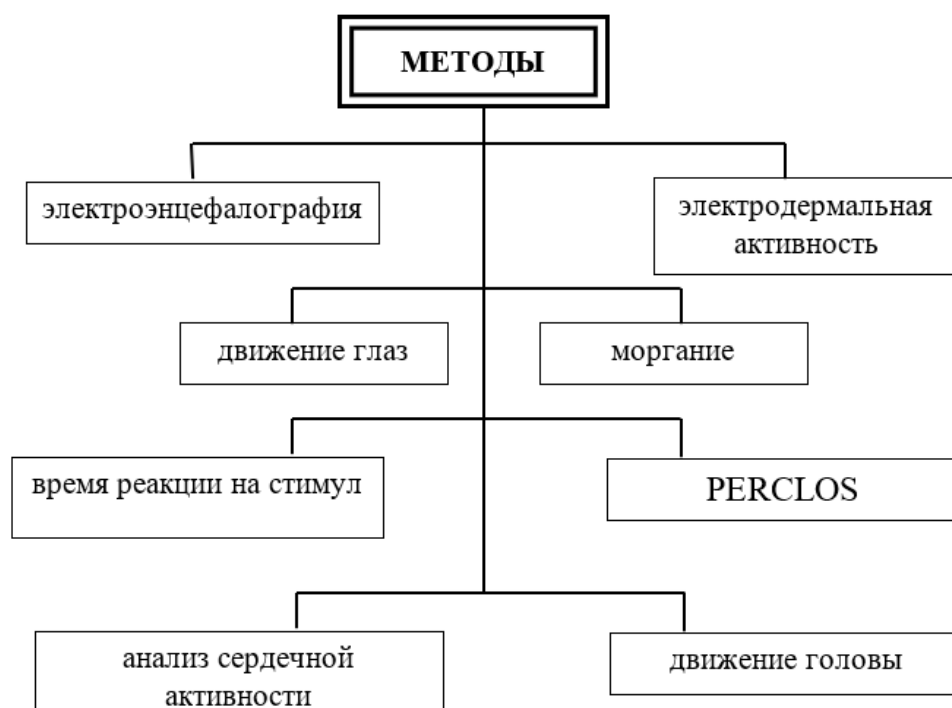 МЕТОДЫ
электроэнцефалография
электродермальная
активность
движение глаз
моргание
время реакции на стимул
PERCLOS
анализ сердечной
активности
движение головы